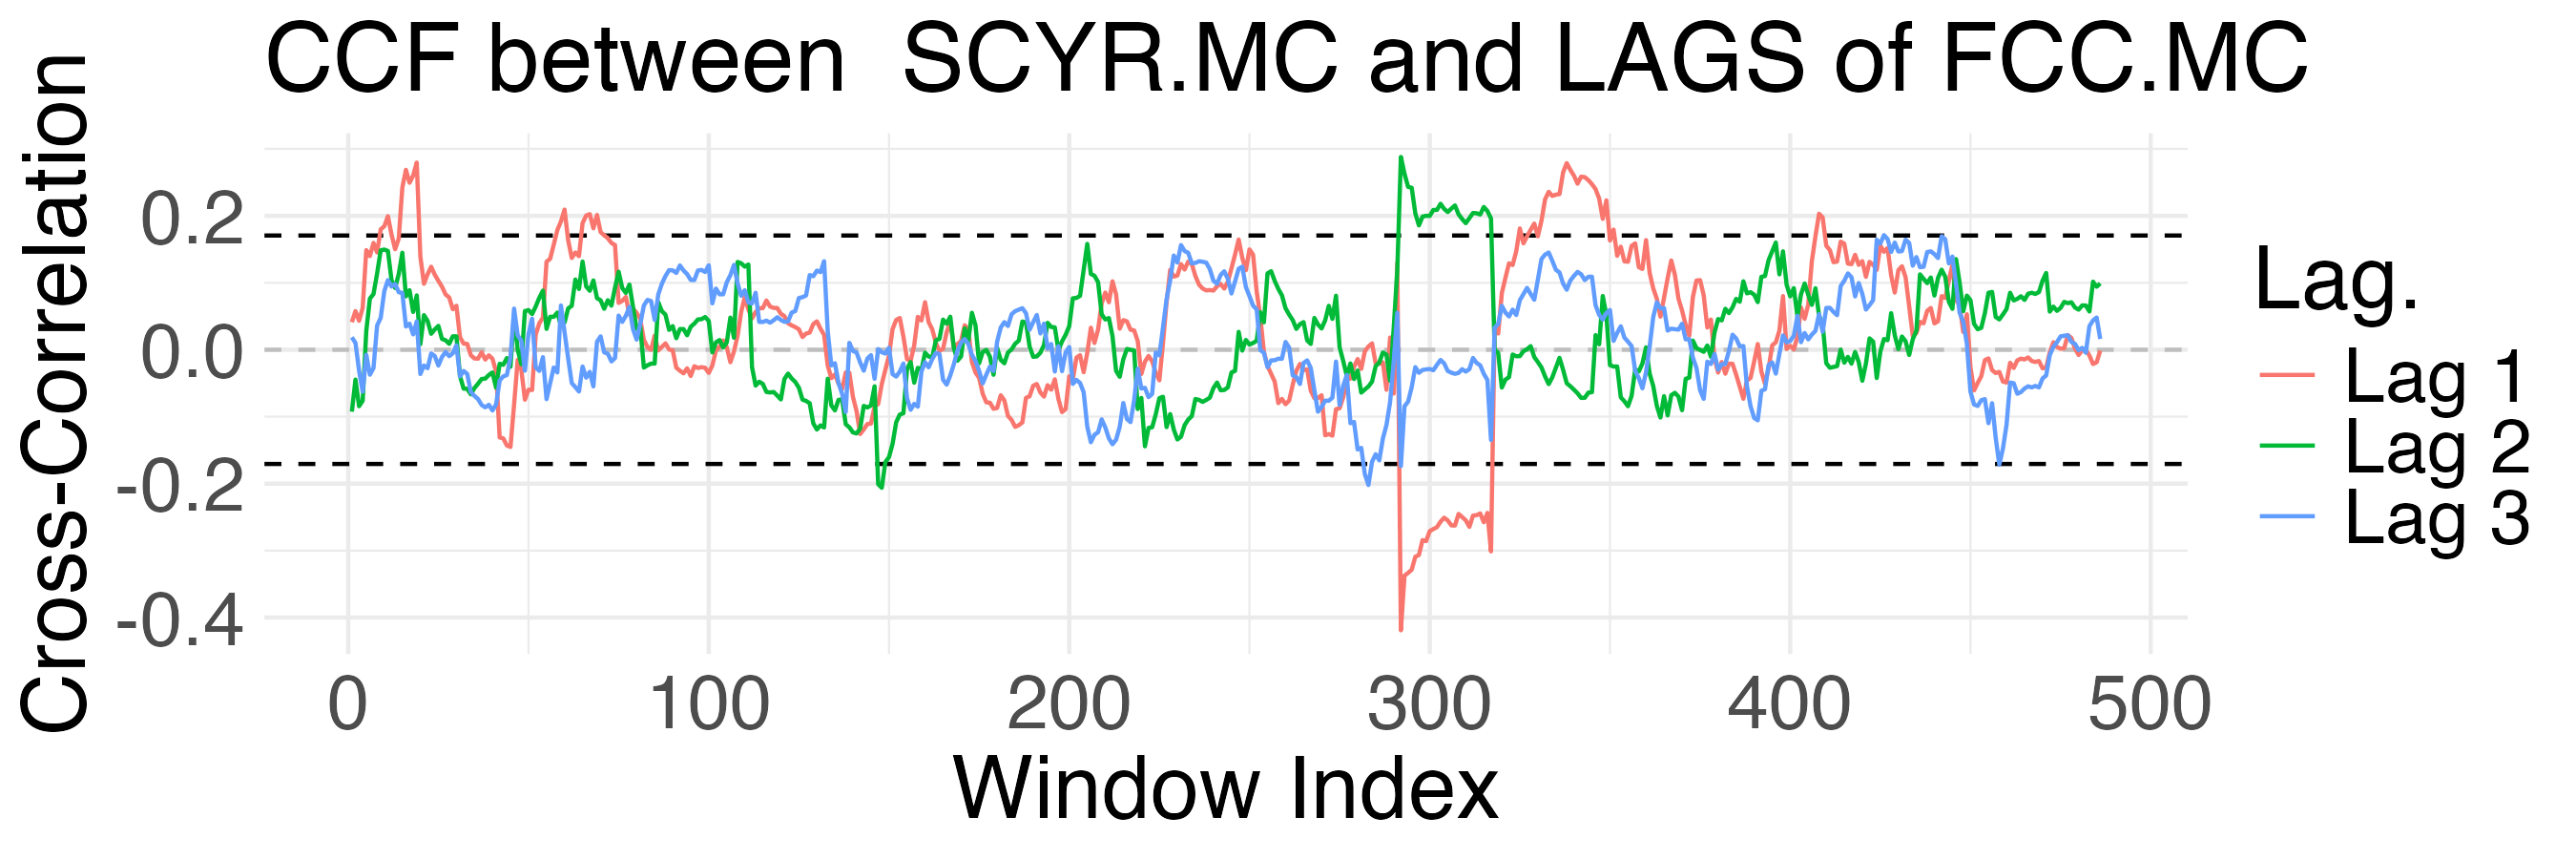 CCF between  SCYR.MC and LAGS of FCC.MC
Cross-Correlation
0.2
0.0
-0.2
-0.4
0 100 200 300 400 500
Window Index
Lag.
Lag 1
Lag 2
Lag 3